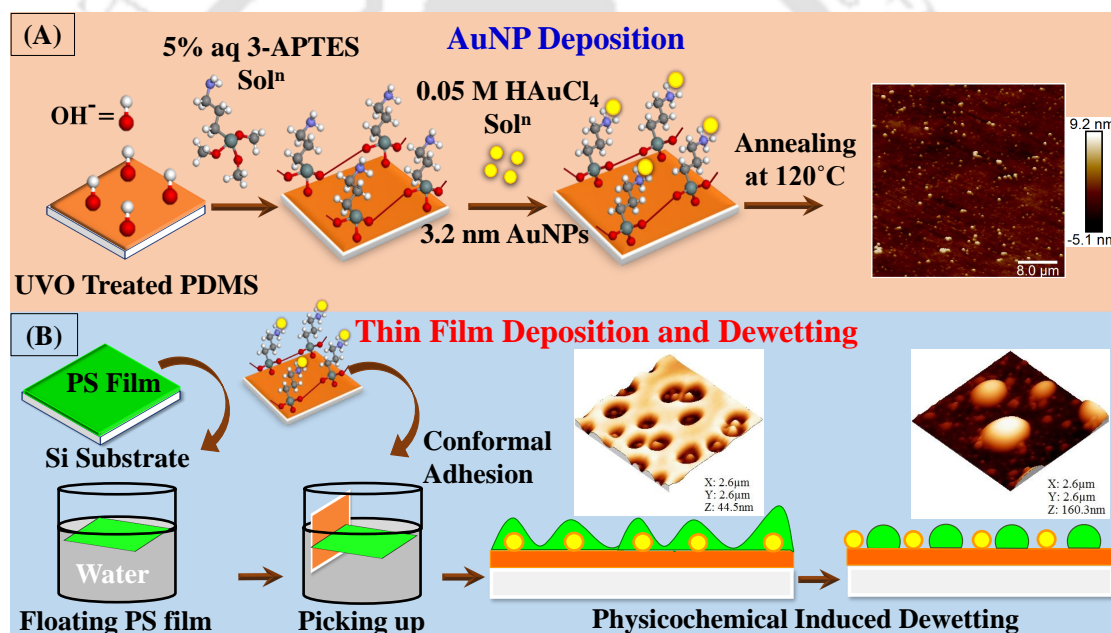 (A)
AuNP Deposition
5% aq 3-APTES
Solⁿ
OH⁻=
0.05 M HAuCl₄
Solⁿ
3.2 nm AuNPs
Annealing
at 120°C
9.2 nm
-5.1 nm
8.0 μm
UVO Treated PDMS
(B)
Thin Film Deposition and Dewetting
PS Film
Si Substrate
Conformal
Adhesion
X: 2.6μm
Y: 2.6μm
Z: 44.5nm
X: 2.6μm
Y: 2.6μm
Z: 160.3nm
Water
Floating PS film
Picking up
Physicochemical Induced Dewetting